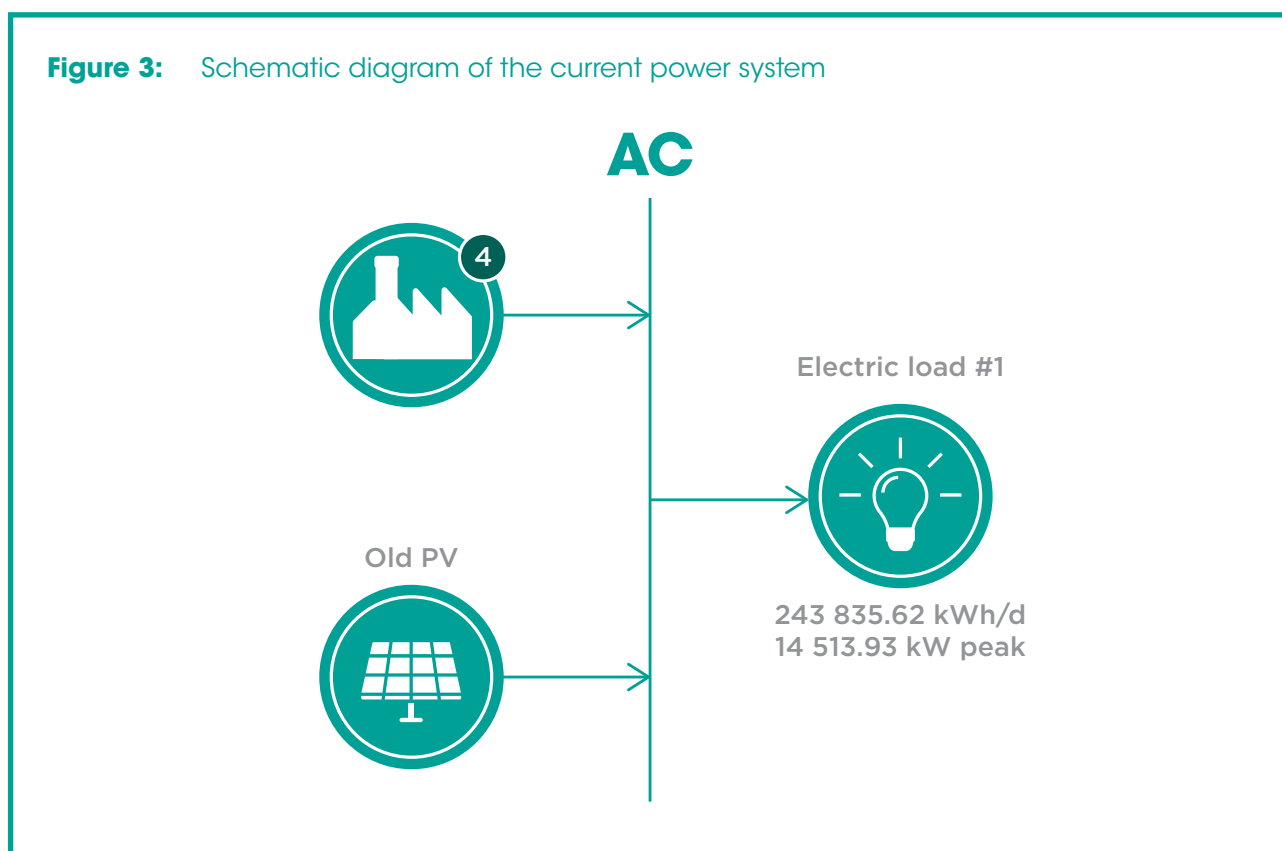 Figure 3: Schematic diagram of the current power system
AC
4
Electric load #1
Old PV
243 835.62 kWh/d
14 513.93 kW peak